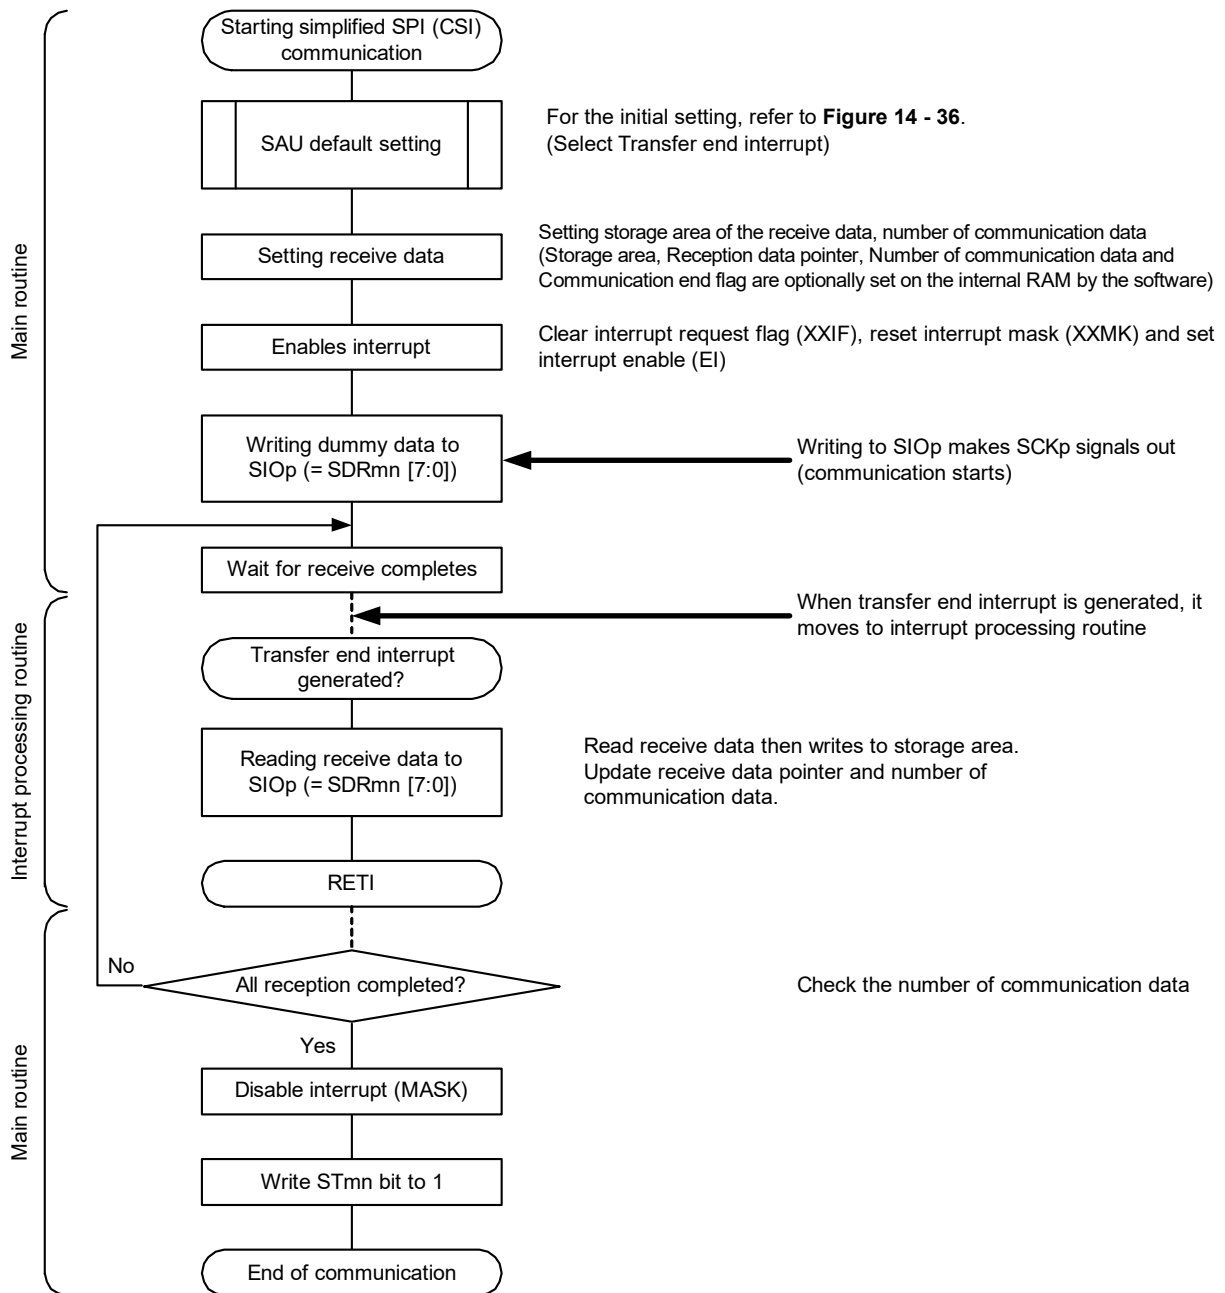 Starting simplified SPI (CSI)
communication
SAU default setting
For the initial setting, refer to Figure 14 - 36.
(Select Transfer end interrupt)
Main routine
Setting receive data
Setting storage area of the receive data, number of communication data
(Storage area, Reception data pointer, Number of communication data and
Communication end flag are optionally set on the internal RAM by the software)
Enables interrupt
Clear interrupt request flag (XXIF), reset interrupt mask (XXMK) and set
interrupt enable (EI)
Writing dummy data to
SIOp (= SDRmn [7:0])
Writing to SIOp makes SCKp signals out
(communication starts)
Wait for receive completes
When transfer end interrupt is generated, it
moves to interrupt processing routine
Interrupt processing routine
Transfer end interrupt
generated?
Reading receive data to
SIOp (= SDRmn [7:0])
Read receive data then writes to storage area.
Update receive data pointer and number of
communication data.
RETI
No
All reception completed?
Check the number of communication data
Yes
Main routine
Disable interrupt (MASK)
Write STmn bit to 1
End of communication